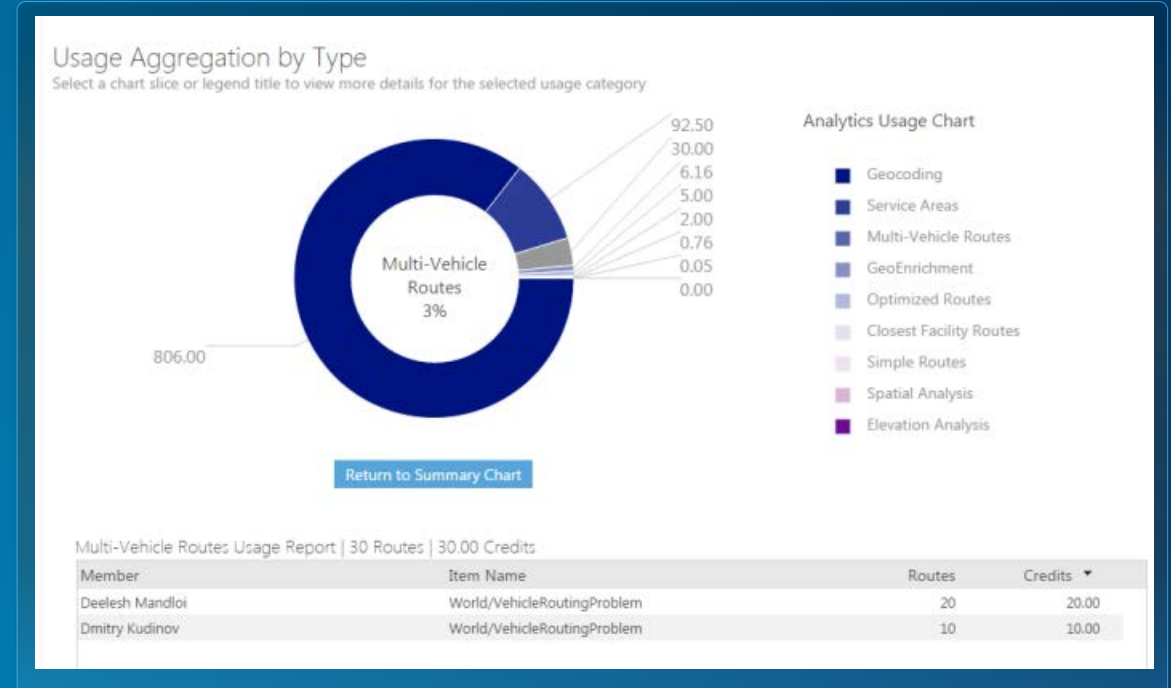 Usage Aggregation by Type
Select a chart slice or legend title to view more details for the selected usage category
92.50
30.00
6.16
5.00
2.00
0.76
0.05
0.00
806.00
Multi-Vehicle
Routes
3%
Analytics Usage Chart
Geocoding
Service Areas
Multi-Vehicle Routes
GeoEnrichment
Optimized Routes
Closest Facility Routes
Simple Routes
Spatial Analysis
Elevation Analysis
Return to Summary Chart
Multi-Vehicle Routes Usage Report | 30 Routes | 30.00 Credits
Member Item Name Routes Credits
Deelesh Mandloi World/VehicleRoutingProblem 20 20.00
Dmitry Kudinov World/VehicleRoutingProblem 10 10.00